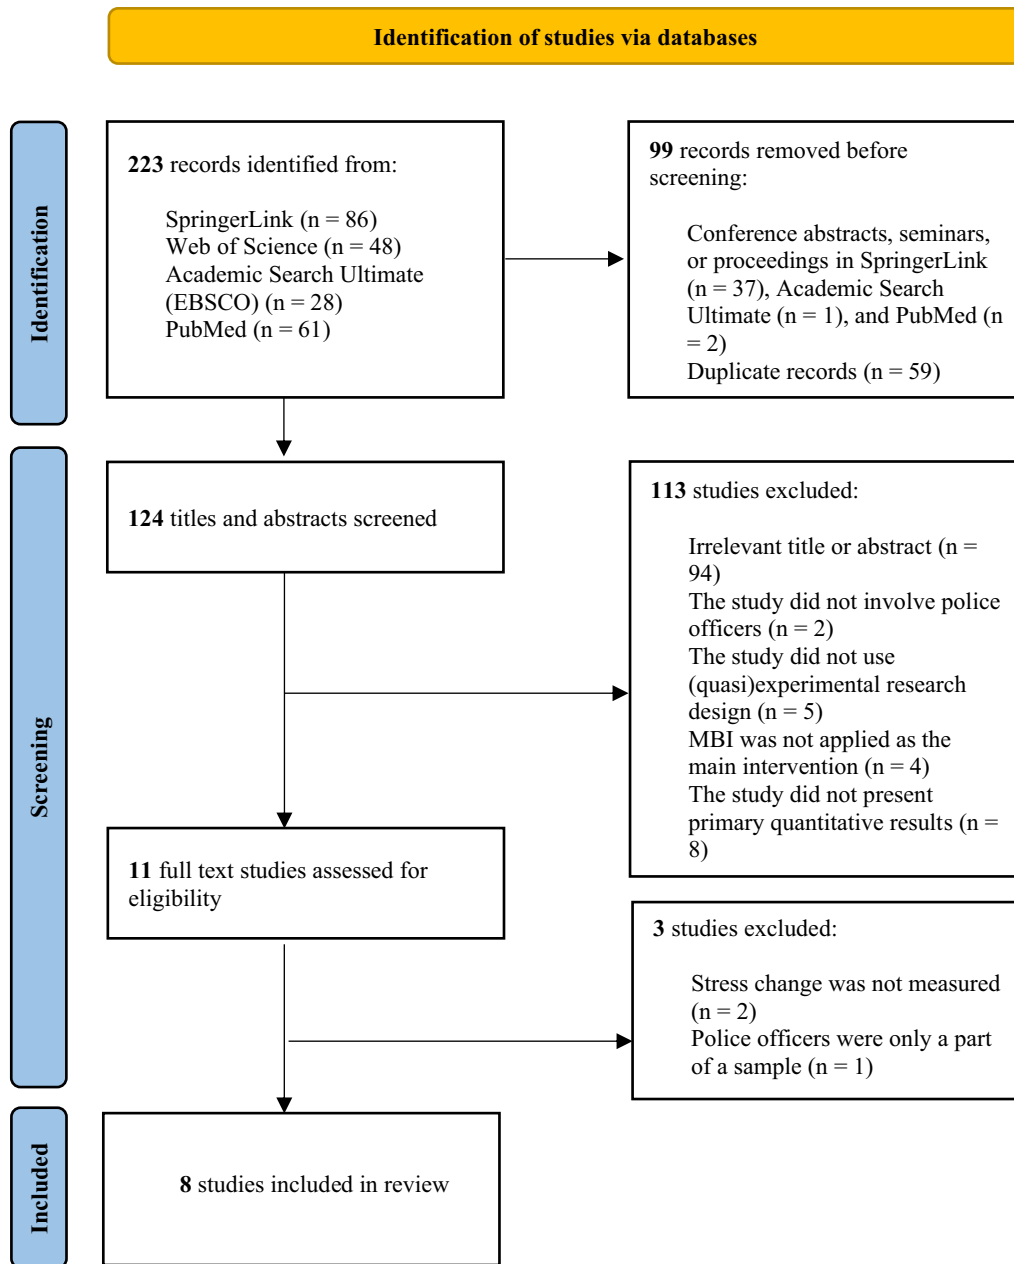 Identification of studies via databases
Identification
223 records identified from:
SpringerLink (n = 86)
Web of Science (n = 48)
Academic Search Ultimate
(EBSCO) (n = 28)
PubMed (n = 61)
99 records removed before
screening:
Conference abstracts, seminars,
or proceedings in SpringerLink
(n = 37), Academic Search
Ultimate (n = 1), and PubMed (n
= 2)
Duplicate records (n = 59)
Screening
124 titles and abstracts screened
113 studies excluded:
Irrelevant title or abstract (n =
94)
The study did not involve police
officers (n = 2)
The study did not use
(quasi)experimental research
design (n = 5)
MBI was not applied as the
main intervention (n = 4)
The study did not present
primary quantitative results (n =
8)
11 full text studies assessed for
eligibility
3 studies excluded:
Stress change was not measured
(n = 2)
Police officers were only a part
of a sample (n = 1)
Included
8 studies included in review